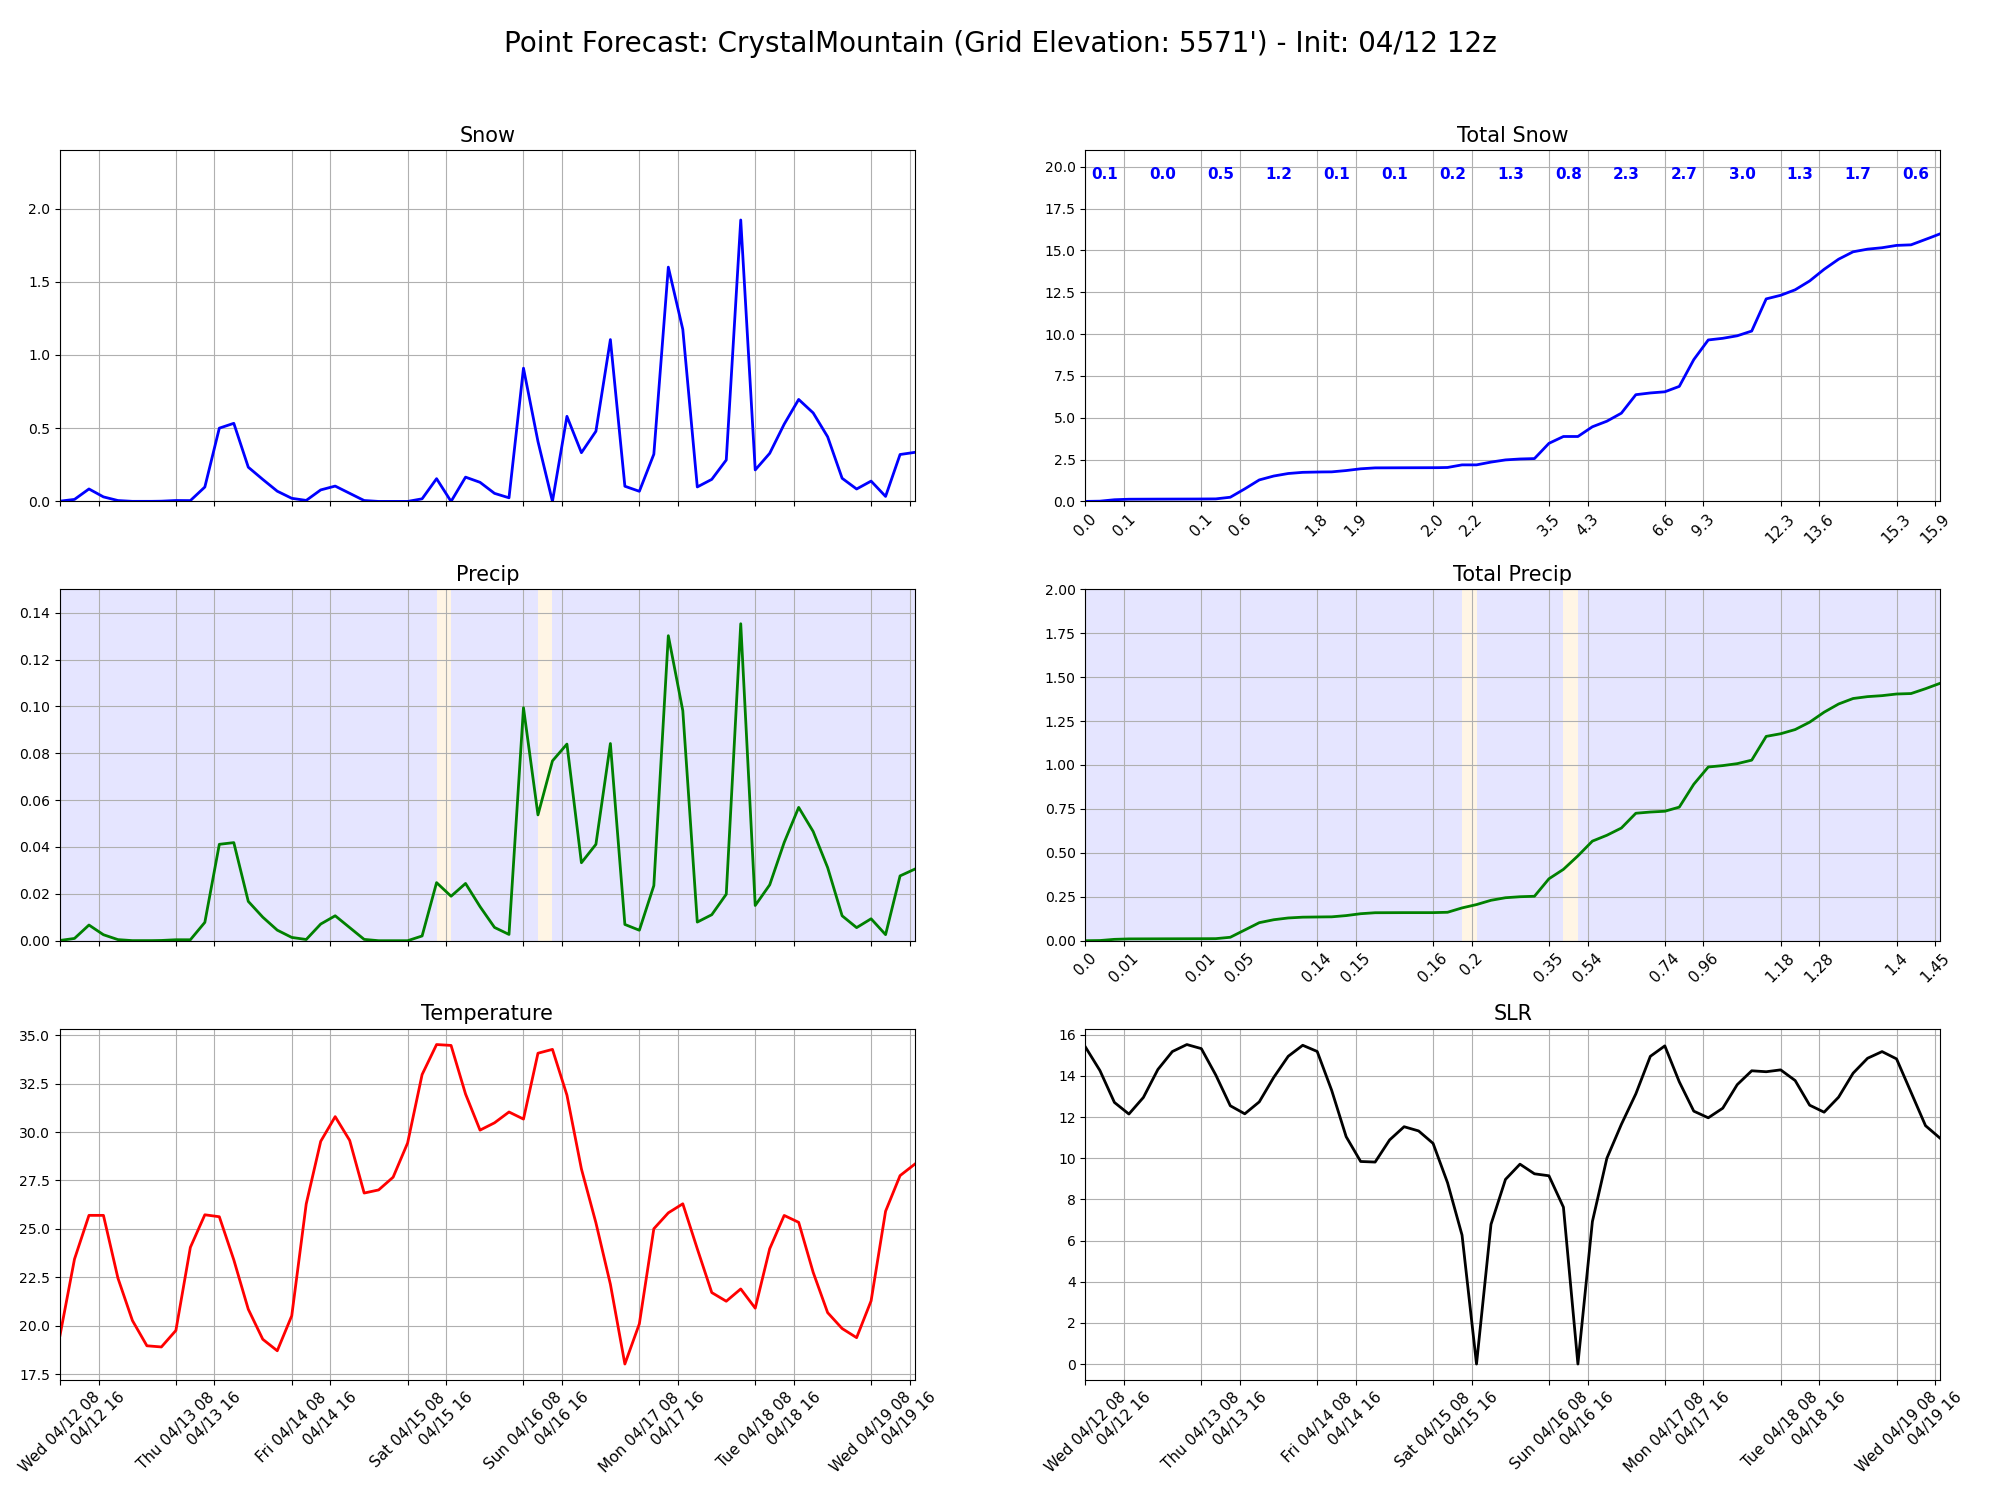 Point Forecast: CrystalMountain (Grid Elevation: 5571') - Init: 04/12 12z
Snow
2.0
1.5
1.0
0.5
0.0
Total Snow
20.0
17.5
15.0
12.5
10.0
7.5
5.0
2.5
0.0
0.1 0.0 0.5 1.2 0.1 0.1 0.2 1.3 0.8 2.3 2.7 3.0 1.3 1.7 0.6
0.0 0.1 0.1 0.6 1.8 1.9 2.0 2.2 3.5 4.3 6.6 9.3 12.3 13.6 15.3 15.9
Precip
0.14
0.12
0.10
0.08
0.06
0.04
0.02
0.00
Total Precip
2.00
1.75
1.50
1.25
1.00
0.75
0.50
0.25
0.00
0.0 0.01 0.01 0.05 0.14 0.15 0.16 0.2 0.35 0.54 0.74 0.96 1.18 1.28 1.4 1.45
Temperature
35.0
32.5
30.0
27.5
25.0
22.5
20.0
17.5
Wed 04/12 08
04/12 16
Thu 04/13 08
04/13 16
Fri 04/14 08
04/14 16
Sat 04/15 08
04/15 16
Sun 04/16 08
04/16 16
Mon 04/17 08
04/17 16
Tue 04/18 08
04/18 16
Wed 04/19 08
04/19 16
SLR
16
14
12
10
8
6
4
2
0
Wed 04/12 08
04/12 16
Thu 04/13 08
04/13 16
Fri 04/14 08
04/14 16
Sat 04/15 08
04/15 16
Sun 04/16 08
04/16 16
Mon 04/17 08
04/17 16
Tue 04/18 08
04/18 16
Wed 04/19 08
04/19 16